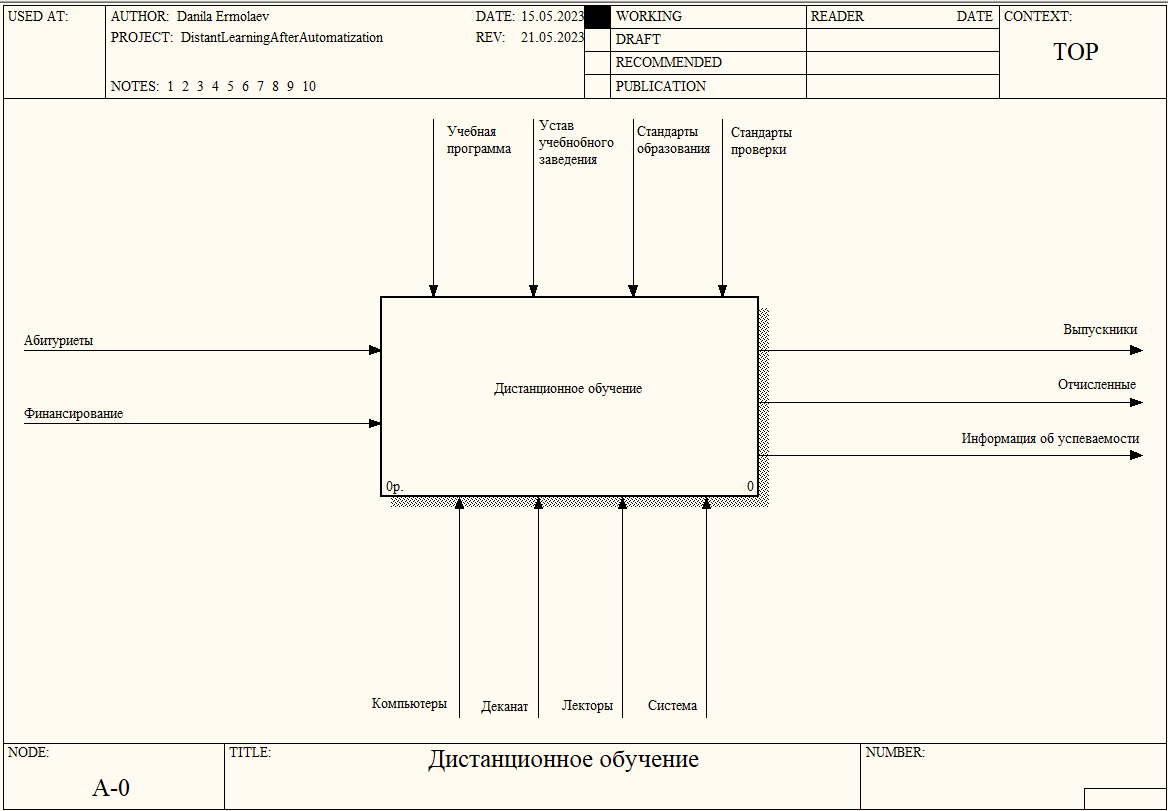 USED AT:
AUTHOR: Danila Ermolaev
DATE: 15.05.2023
PROJECT: DistantLearningAfterAutomatization
REV: 21.05.2023
NOTES: 1 2 3 4 5 6 7 8 9 10
WORKING
DRAFT
RECOMMENDED
PUBLICATION
READER
DATE
CONTEXT:
TOP
Учебная
программа
Устав
учебнобного
заведения
Стандарты
образования
Стандарты
проверки
Абитуриеты
Финансирование
Дистанционное обучение
0р.
0
Выпускники
Отчисленные
Информация об успеваемости
Компьютеры
Деканат
Лекторы
Система
NODE:
A-0
TITLE:
Дистанционное обучение
NUMBER: